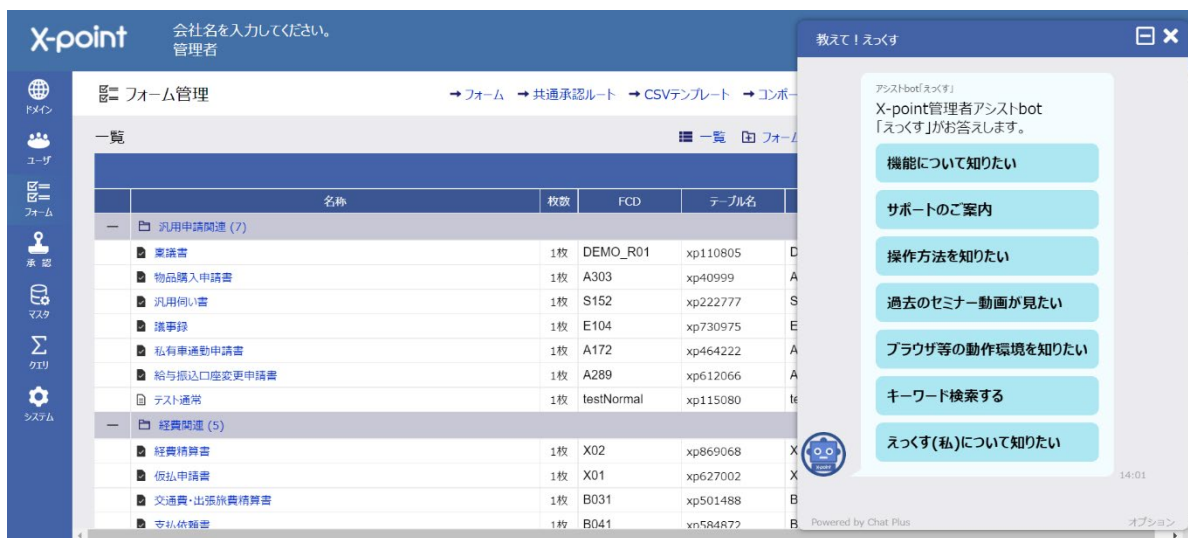 X-point
会社名を入力してください。
管理者
教えて！えっくす
ドメイン
ユーザ
フォーム
承 認
マスタ
クエリ
システム
フォーム管理
→フォーム →共通承認ルート →CSVテンプレート →コンポー
一覧
一覧 フォーム
名称 枚数 FCD テーブル名
汎用申請関連 (7)
稟議書 1枚 DEMO_R01 xp110805 D
物品購入申請書 1枚 A303 xp40999 A
汎用伺い書 1枚 S152 xp222777 S
議事録 1枚 E104 xp730975 E
私有車通勤申請書 1枚 A172 xp464222 A
給与振込口座変更申請書 1枚 A289 xp612066 A
テスト通常 1枚 testNormal xp115080 te
経費関連 (5)
経費精算書 1枚 X02 xp869068 X
仮払申請書 1枚 X01 xp627002 X
交通費・出張旅費精算書 1枚 B031 xp501488 B
支払依頼書 1枚 B041 xp584872 B
アシストbot「えっくす」
X-point管理者アシストbot
「えっくす」がお答えします。
機能について知りたい
サポートのご案内
操作方法を知りたい
過去のセミナー動画が見たい
ブラウザ等の動作環境を知りたい
キーワード検索する
えっくす(私)について知りたい
X-point
14:01
Powered by Chat Plus
オプション